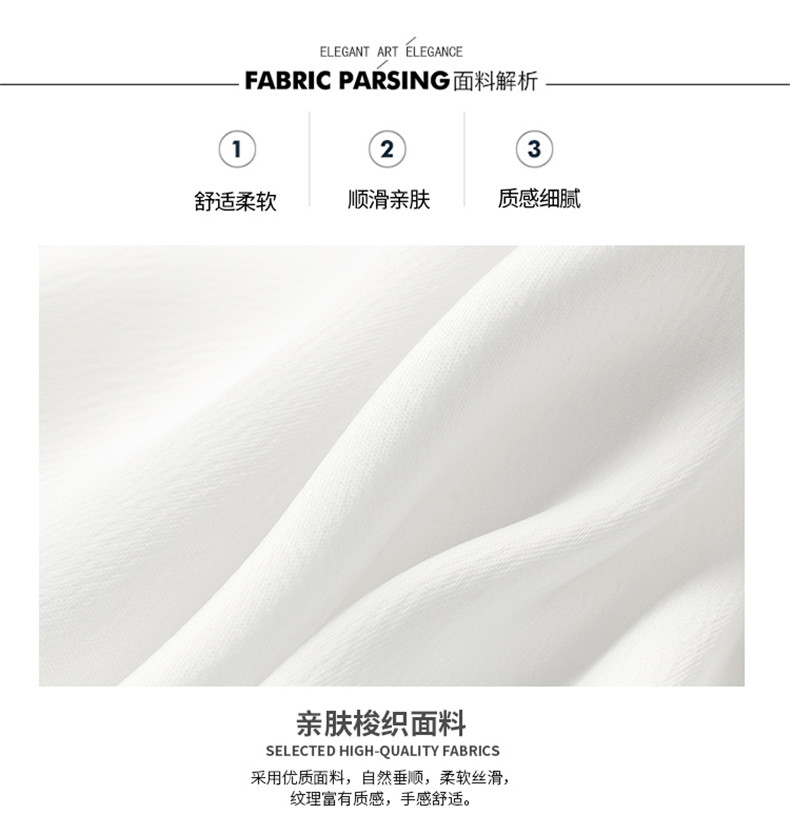 ELEGANT ART ELEGANCE
FABRIC PARSING面料解析
1
2
3
舒适柔软
顺滑亲肤
质感细腻
亲肤梭织面料
SELECTED HIGH-QUALITY FABRICS
采用优质面料，自然垂顺，柔软丝滑，
纹理富有质感，手感舒适。